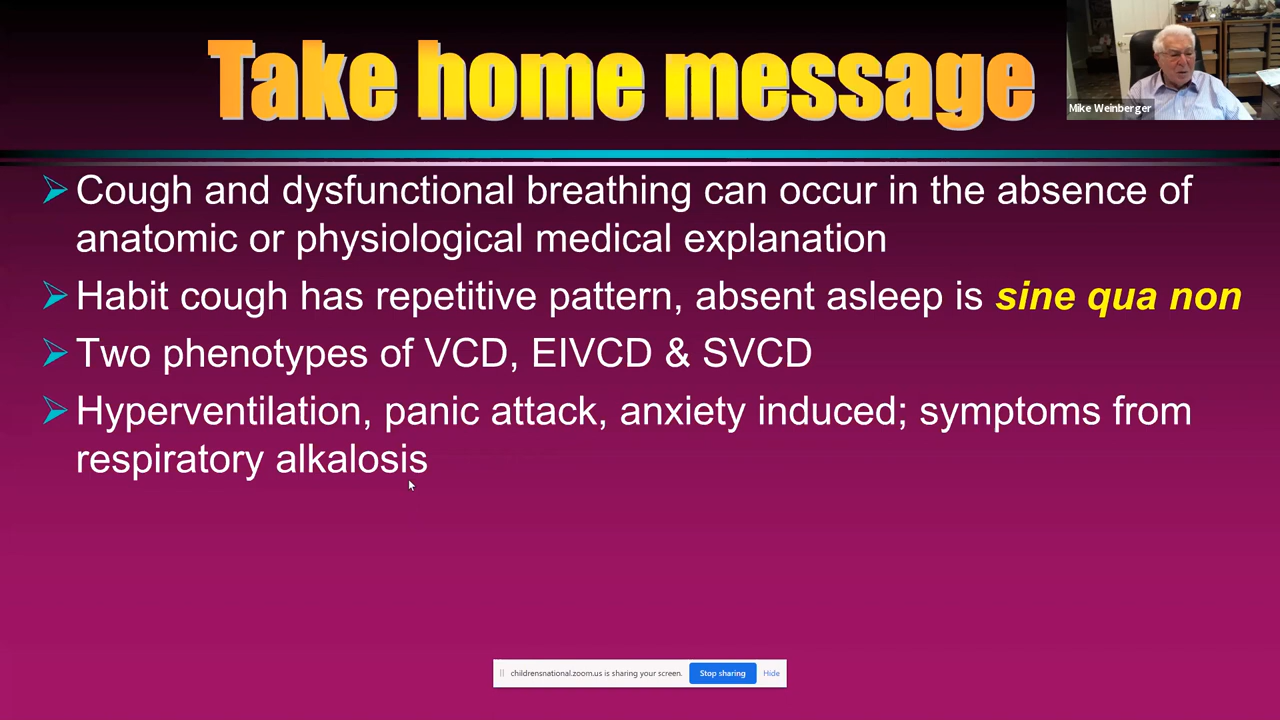 Take home message
Mike Weinberger
Cough and dysfunctional breathing can occur in the absence of
anatomic or physiological medical explanation
Habit cough has repetitive pattern, absent asleep is sine qua non
Two phenotypes of VCD, EIVCD & SVCD
Hyperventilation, panic attack, anxiety induced; symptoms from
respiratory alkalosis
childrensnational.zoom.us is sharing your screen. Stop sharing Hide